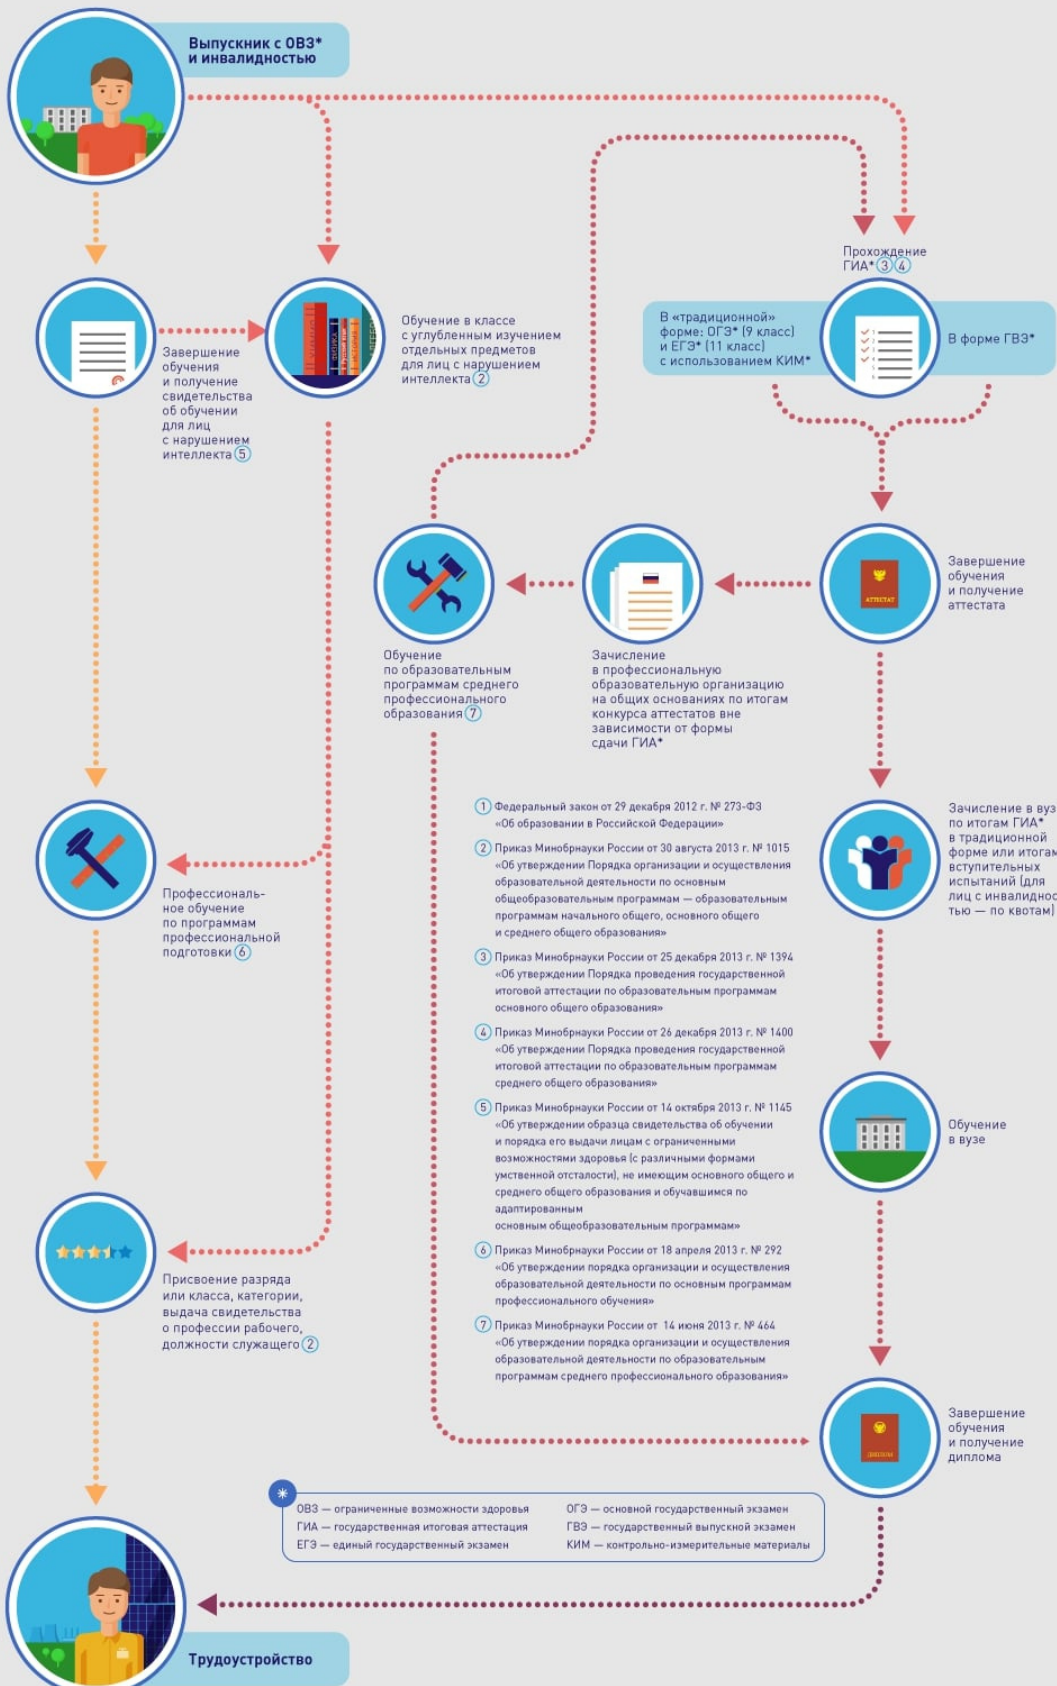 Выпускник с ОВЗ*
и инвалидностью
Прохождение
ГИА* 3 4
В «традиционной»
форме: ОГЭ* (9 класс)
и ЕГЭ* (11 класс)
с использованием КИМ*
В форме ГВЭ*
Завершение
обучения
и получение
свидетельства
об обучении
для лиц
с нарушением
интеллекта 5
ФИЗИКА
ИСТОРИЯ
Обучение в классе
с углубленным изучением
отдельных предметов
для лиц с нарушением
интеллекта 2
АТТЕСТАТ
Завершение
обучения
и получение
аттестата
Обучение
по образовательным
программам среднего
профессионального
образования 7
Зачисление
в профессиональную
образовательную организацию
на общих основаниях по итогам
конкурса аттестатов вне
зависимости от формы
сдачи ГИА*
Зачисление в вуз
по итогам ГИА*
в традиционной
форме или итогам
вступительных
испытаний (для
лиц с инвалиднос
тью — по квотам)
Профессиональ-
ное обучение
по программам
профессиональной
подготовки 6
1 Федеральный закон от 29 декабря 2012 г. № 273-ФЗ
«Об образовании в Российской Федерации»
2 Приказ Минобрнауки России от 30 августа 2013 г. № 1015
«Об утверждении Порядка организации и осуществления
образовательной деятельности по основным
общеобразовательным программам — образовательным
программам начального общего, основного общего
и среднего общего образования»
3 Приказ Минобрнауки России от 25 декабря 2013 г. № 1394
«Об утверждении Порядка проведения государственной
итоговой аттестации по образовательным программам
основного общего образования»
4 Приказ Минобрнауки России от 26 декабря 2013 г. № 1400
«Об утверждении Порядка проведения государственной
итоговой аттестации по образовательным программам
среднего общего образования»
5 Приказ Минобрнауки России от 14 октября 2013 г. № 1145
«Об утверждении образца свидетельства об обучении
и порядка его выдачи лицам с ограниченными
возможностями здоровья (с различными формами
умственной отсталости), не имеющим основного общего и
среднего общего образования и обучавшимся по
адаптированным
основным общеобразовательным программам»
6 Приказ Минобрнауки России от 18 апреля 2013 г. № 292
«Об утверждении порядка организации и осуществления
образовательной деятельности по основным программам
профессионального обучения»
7 Приказ Минобрнауки России от 14 июня 2013 г. № 464
«Об утверждении порядка организации и осуществления
образовательной деятельности по образовательным
программам среднего профессионального образования»
Обучение
в вузе
Присвоение разряда
или класса, категории,
выдача свидетельства
о профессии рабочего,
должности служащего 2
ДИПЛОМ
Завершение
обучения
и получение
диплома
*
ОВЗ — ограниченные возможности здоровья
ГИА — государственная итоговая аттестация
ЕГЭ — единый государственный экзамен
ОГЭ — основной государственный экзамен
ГВЭ — государственный выпускной экзамен
КИМ — контрольно-измерительные материалы
Трудоустройство